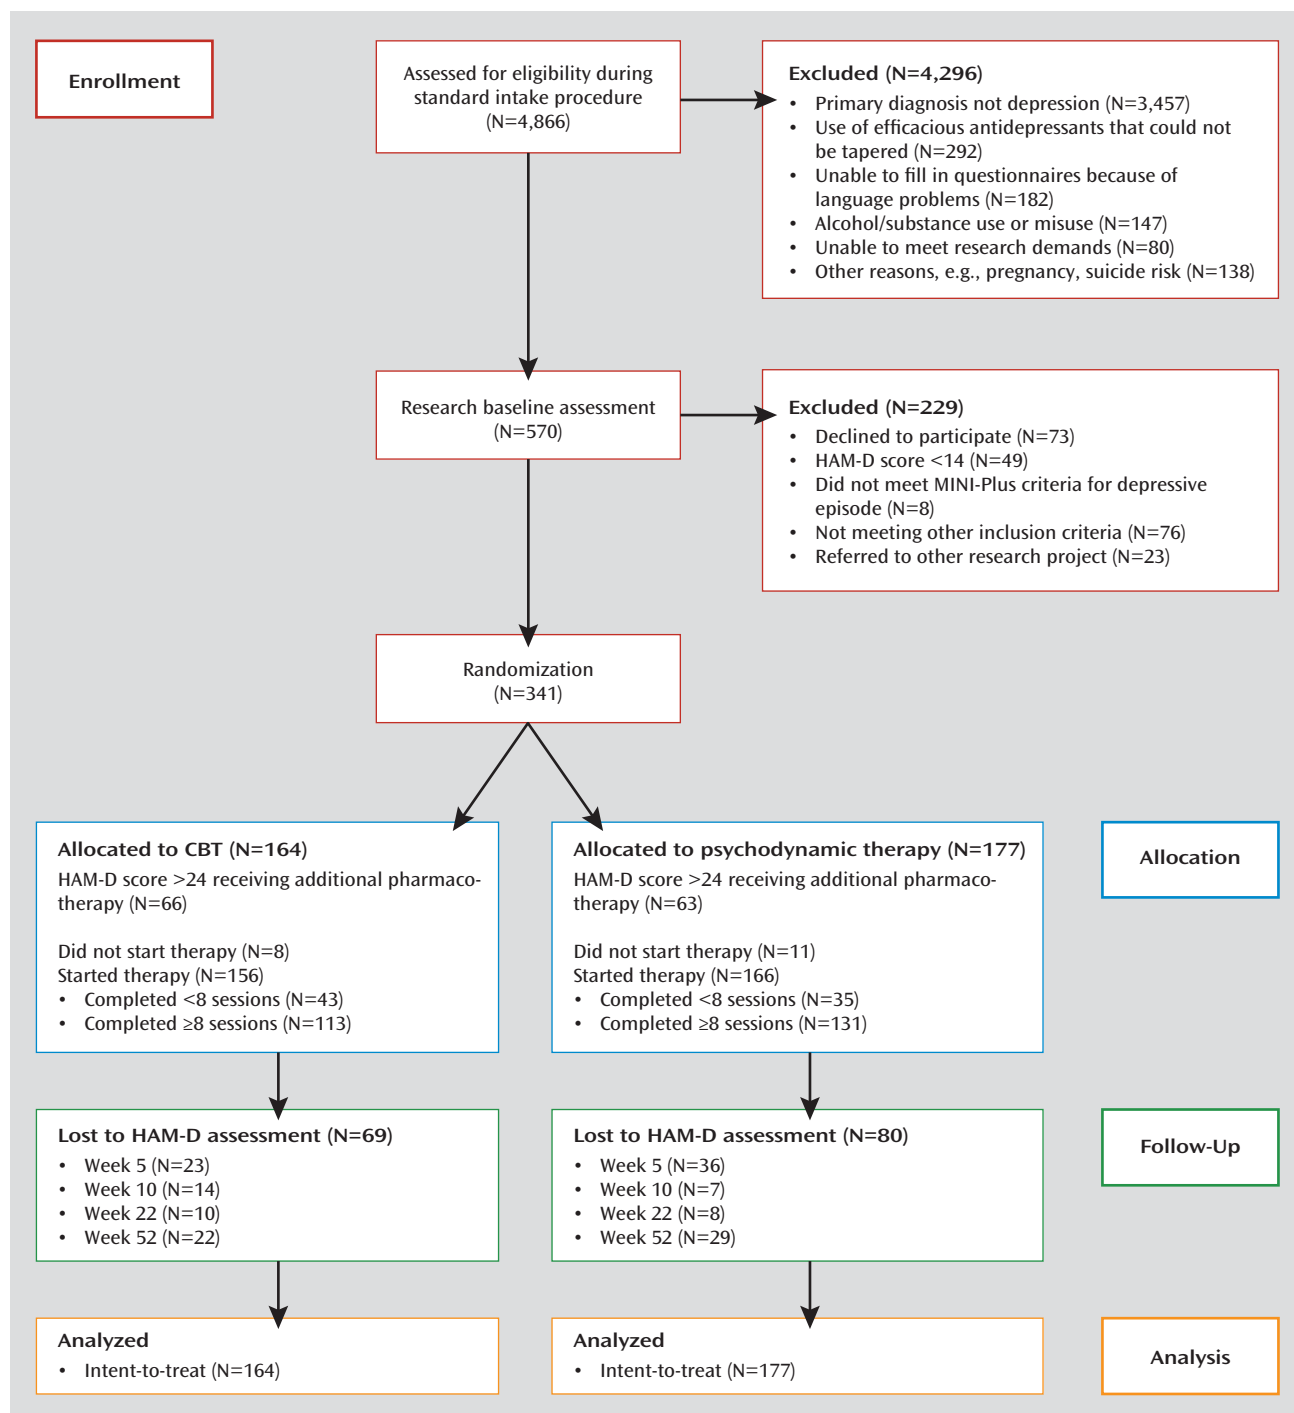 Enrollment
Assessed for eligibility during
standard intake procedure
(N=4,866)
Excluded (N=4,296)
• Primary diagnosis not depression (N=3,457)
• Use of efficacious antidepressants that could not
be tapered (N=292)
• Unable to fill in questionnaires because of
language problems (N=182)
• Alcohol/substance use or misuse (N=147)
• Unable to meet research demands (N=80)
• Other reasons, e.g., pregnancy, suicide risk (N=138)
Research baseline assessment
(N=570)
Excluded (N=229)
• Declined to participate (N=73)
• HAM-D score <14 (N=49)
• Did not meet MINI-Plus criteria for depressive
episode (N=8)
• Not meeting other inclusion criteria (N=76)
• Referred to other research project (N=23)
Randomization
(N=341)
Allocated to CBT (N=164)
HAM-D score >24 receiving additional pharmaco-
therapy (N=66)
Did not start therapy (N=8)
Started therapy (N=156)
• Completed <8 sessions (N=43)
• Completed ≥8 sessions (N=113)
Allocated to psychodynamic therapy (N=177)
HAM-D score >24 receiving additional pharmaco-
therapy (N=63)
Did not start therapy (N=11)
Started therapy (N=166)
• Completed <8 sessions (N=35)
• Completed ≥8 sessions (N=131)
Allocation
Lost to HAM-D assessment (N=69)
• Week 5 (N=23)
• Week 10 (N=14)
• Week 22 (N=10)
• Week 52 (N=22)
Lost to HAM-D assessment (N=80)
• Week 5 (N=36)
• Week 10 (N=7)
• Week 22 (N=8)
• Week 52 (N=29)
Follow-Up
Analyzed
• Intent-to-treat (N=164)
Analyzed
• Intent-to-treat (N=177)
Analysis